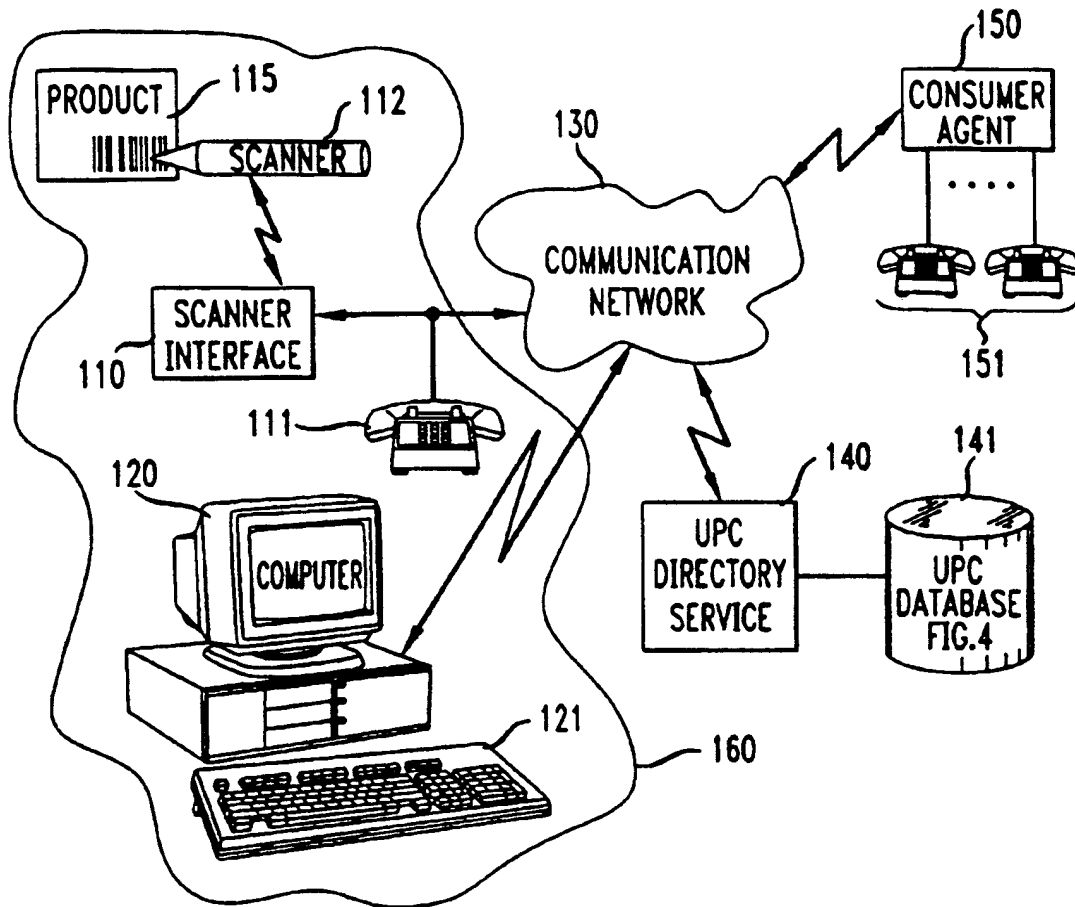 115
PRODUCT
112
SCANNER
150
CONSUMER
AGENT
130
COMMUNICATION
NETWORK
151
SCANNER
INTERFACE
110
111
120
COMPUTER
140
UPC
DIRECTORY
SERVICE
141
UPC
DATABASE
FIG.4
121
160